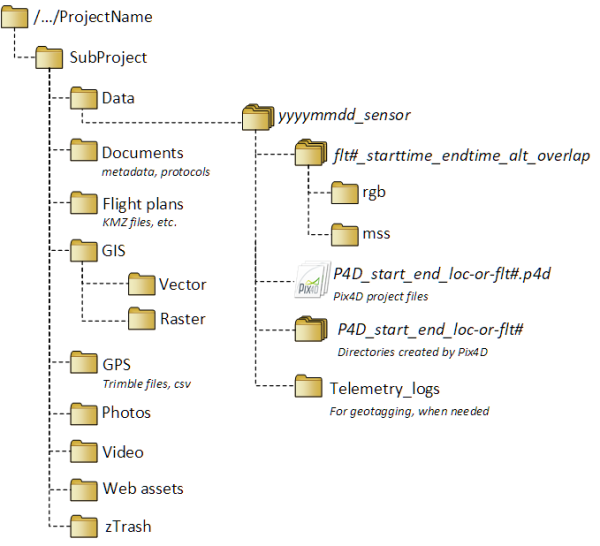 /.../ProjectName
SubProject
Data
Documents
metadata, protocols
Flight plans
KMZ files, etc.
GIS
Vector
Raster
GPS
Trimble files, csv
Photos
Video
Web assets
zTrash
yyyymmdd_sensor
flt#_starttime_endtime_alt_overlap
rgb
mss
Pix4D
P4D_start_end_loc-or-flt#.p4d
Pix4D project files
P4D_start_end_loc-or-flt#
Directories created by Pix4D
Telemetry_logs
For geotagging, when needed